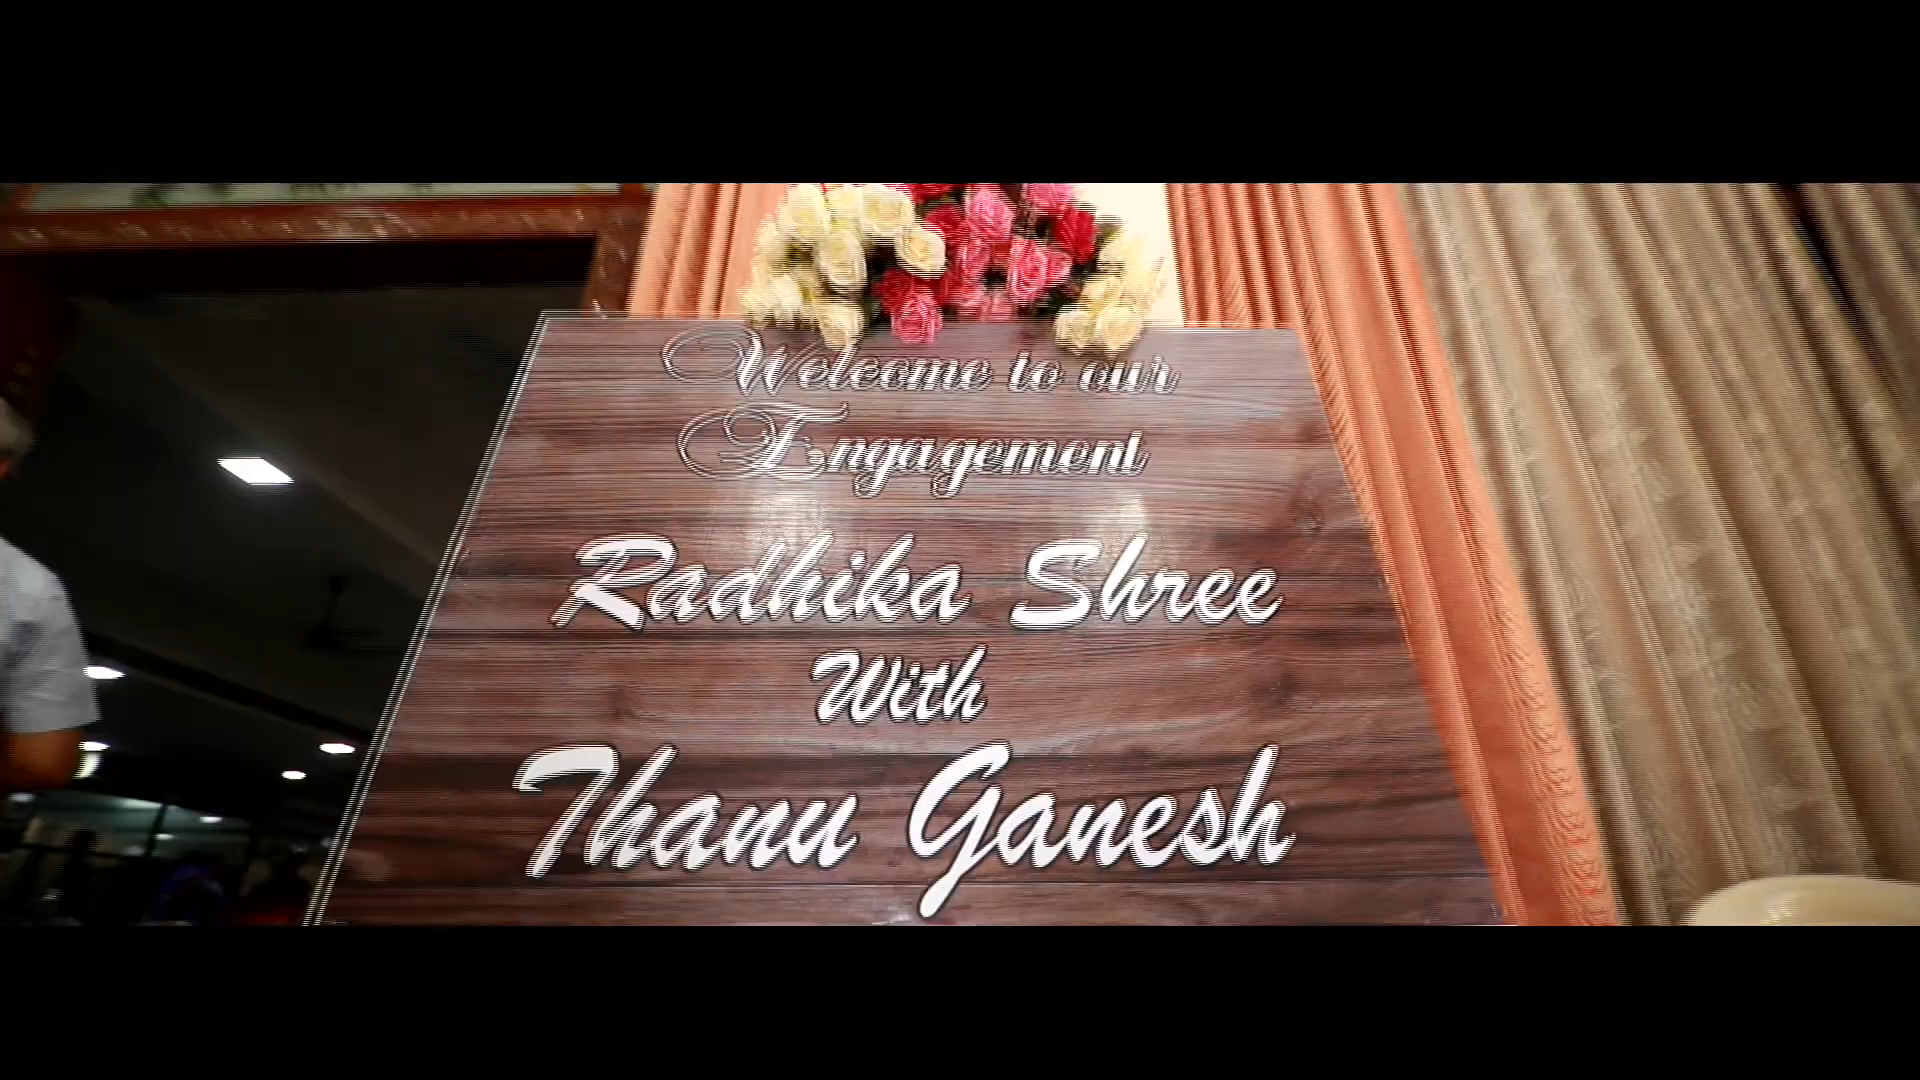 Welcome to our
Engagement
Radhika Shree
With
Thanu Ganesh